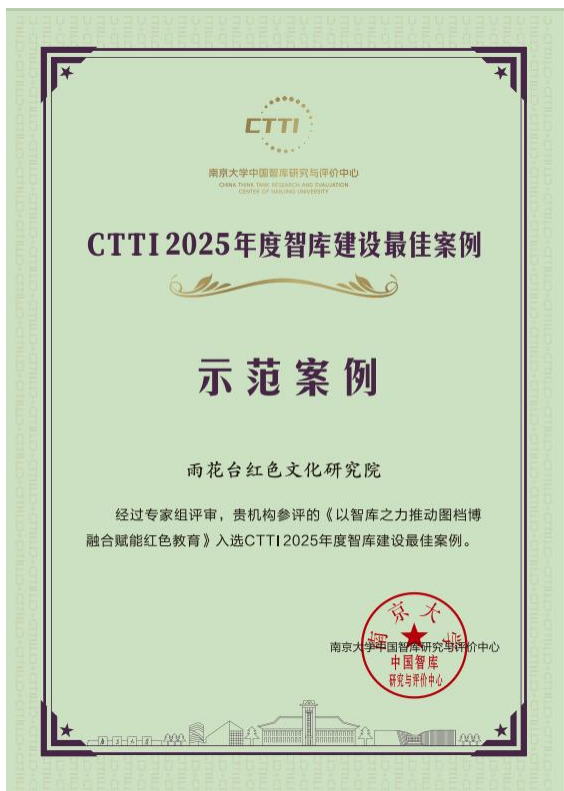 CTTI
南京大学中国智库研究与评价中心
CHINA THINK TANK RESEARCH AND EVALUATION
CENTER OF NANJING UNIVERSITY
CTTI 2025年度智库建设最佳案例
示范案例
雨花台红色文化研究院
经过专家组评审，贵机构参评的《以智库之力推动图档博
融合赋能红色教育》入选CTTI 2025年度智库建设最佳案例。
南京大学中国智库研究与评价中心
南京大学
中国智库
研究与评价中心